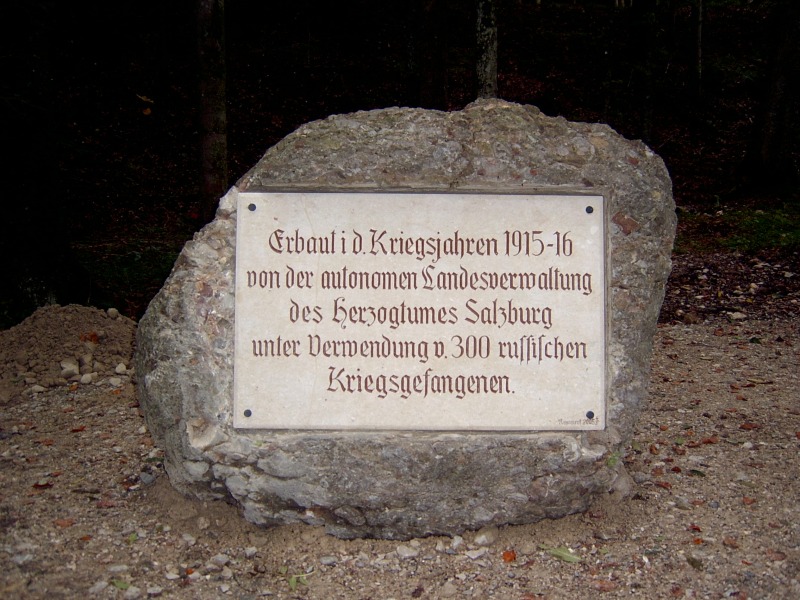 Erbaut i d. Kriegsjahren 1915-16
von der autonomen Landesverwaltung
des Herzogtumes Salzburg
unter Verwendung v. 300 russischen
Kriegsgefangenen.